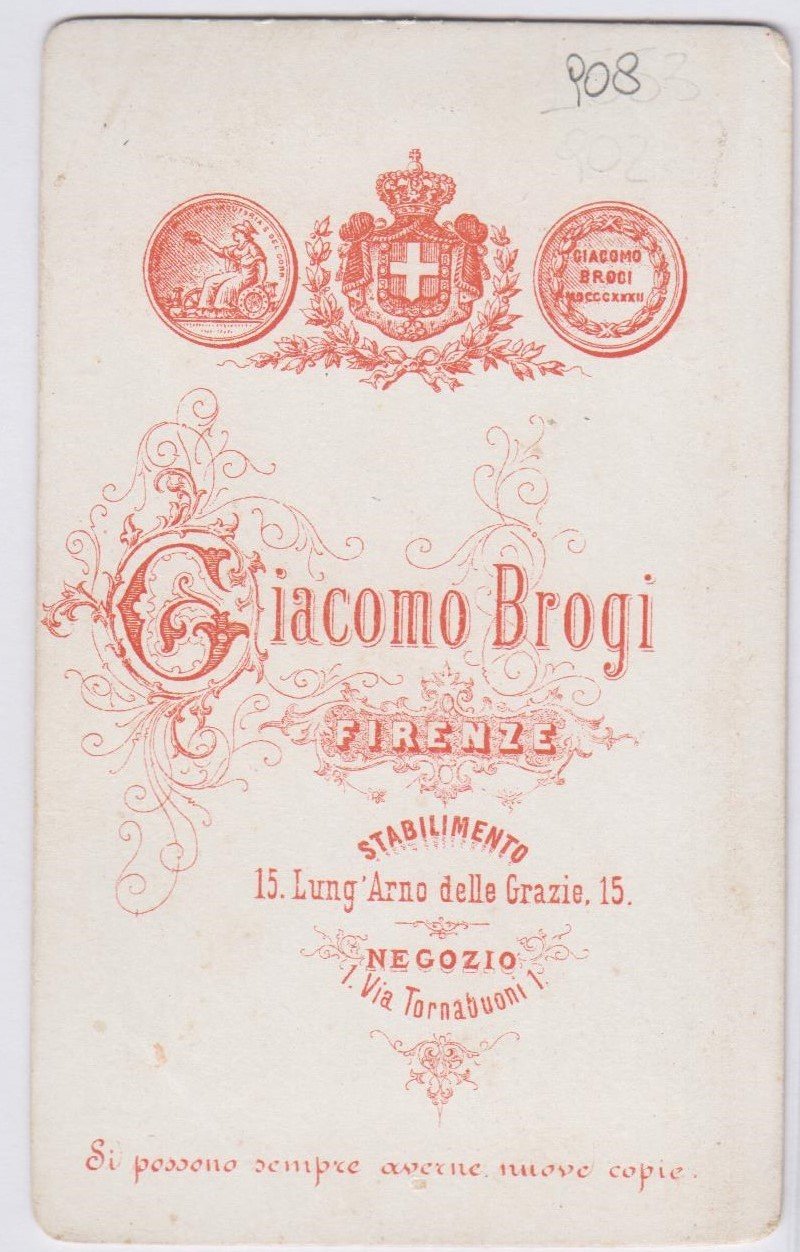 908
GIACOMO
BROGI
MDCCCXXXII
Giacomo Brogi
FIRENZE
STABILIMENTO
15. Lung'Arno delle Grazie, 15.
NEGOZIO
1. Via Tornabuoni 1.
Si possono sempre averne nuove copie.